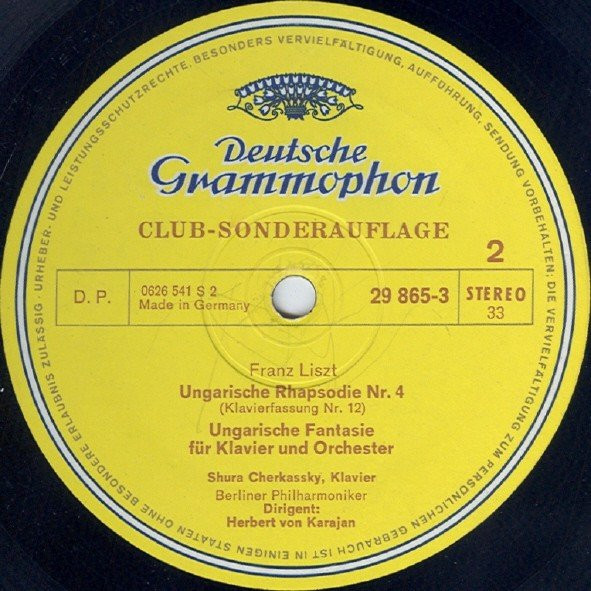 URHEBER- UND LEISTUNGSSCHUTZRECHTE, BESONDERS VERVIELFÄLTIGUNG, AUFFÜHRUNG, SENDUNG VORBEHALTEN; DIE VERVIELFÄLTIGUNG ZUM PERSÖNLICHEN GEBRAUCH IST IN EINIGEN STAATEN OHNE BESONDERE ERLAUBNIS ZULÄSSIG ·
Deutsche
Grammophon
CLUB-SONDERAUFLAGE
2
D. P.
0626 541 S 2
Made in Germany
29 865-3
STEREO
33
Franz Liszt
Ungarische Rhapsodie Nr. 4
(Klavierfassung Nr. 12)
Ungarische Fantasie
für Klavier und Orchester
Shura Cherkassky, Klavier
Berliner Philharmoniker
Dirigent:
Herbert von Karajan